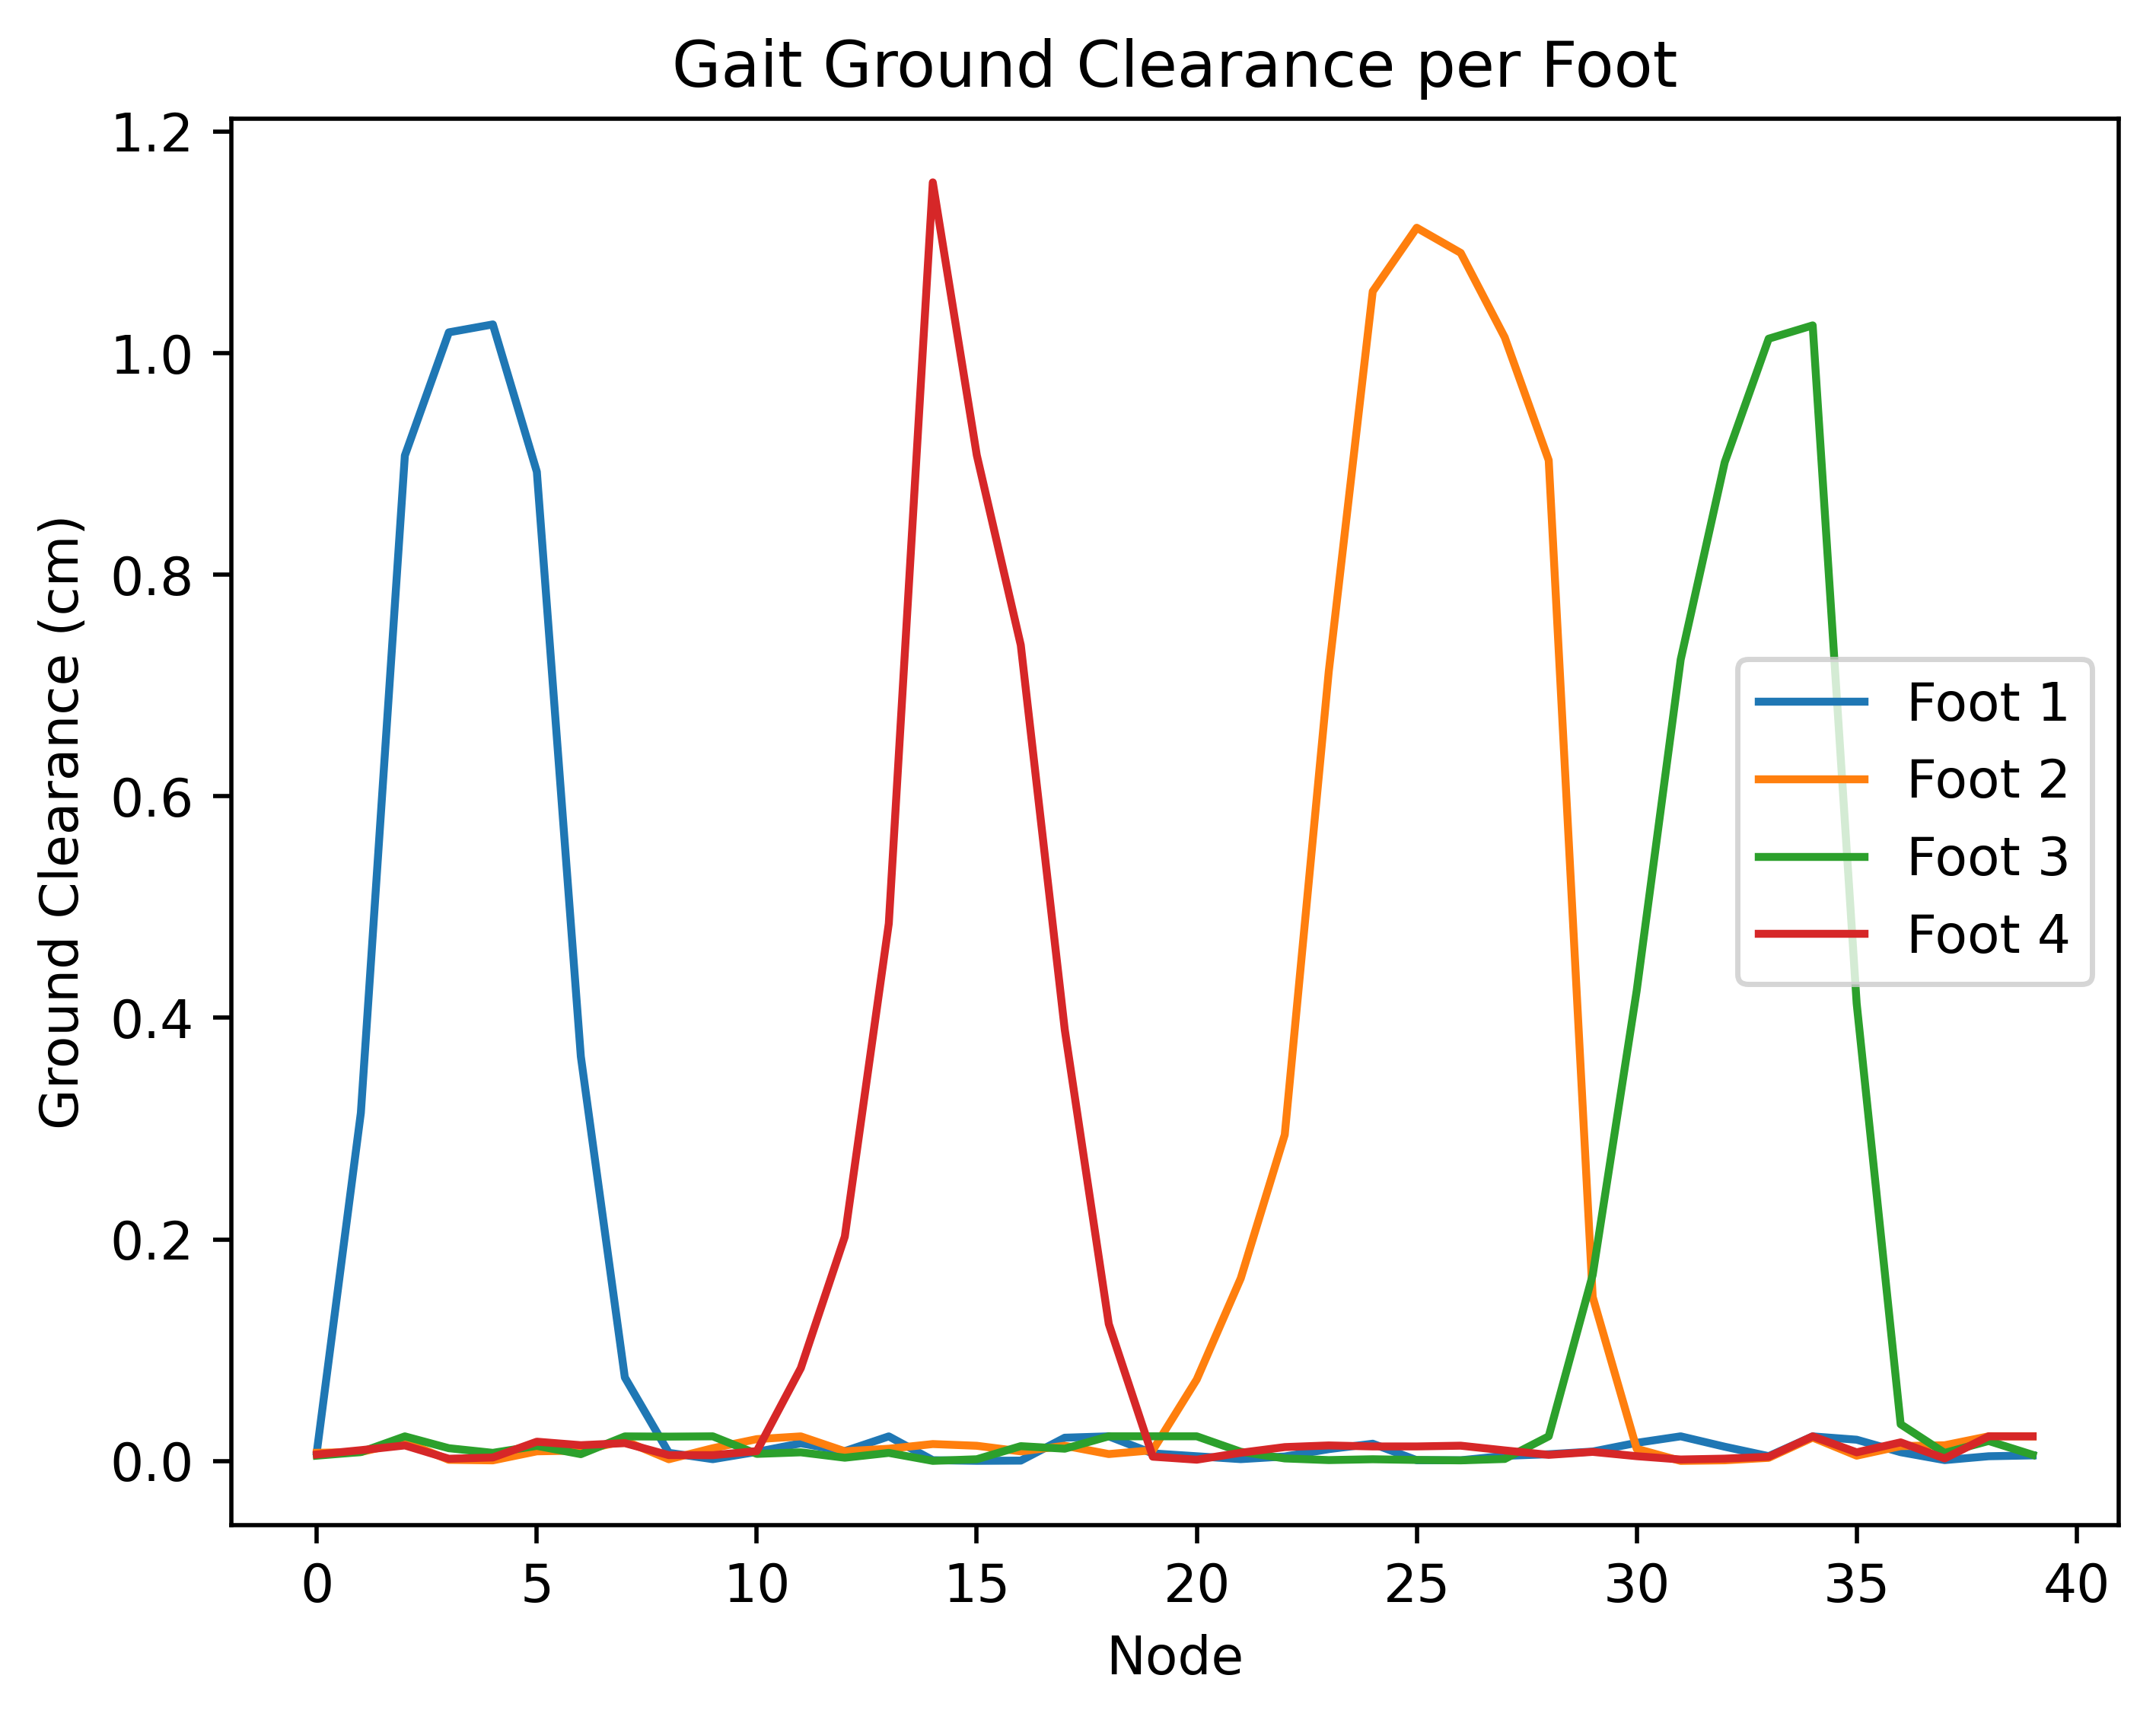 Gait Ground Clearance per Foot
1.2
1.0
0.8
0.6
0.4
0.2
0.0
Ground Clearance (cm)
Foot 1
Foot 2
Foot 3
Foot 4
0 5 10 15 20 25 30 35 40
Node